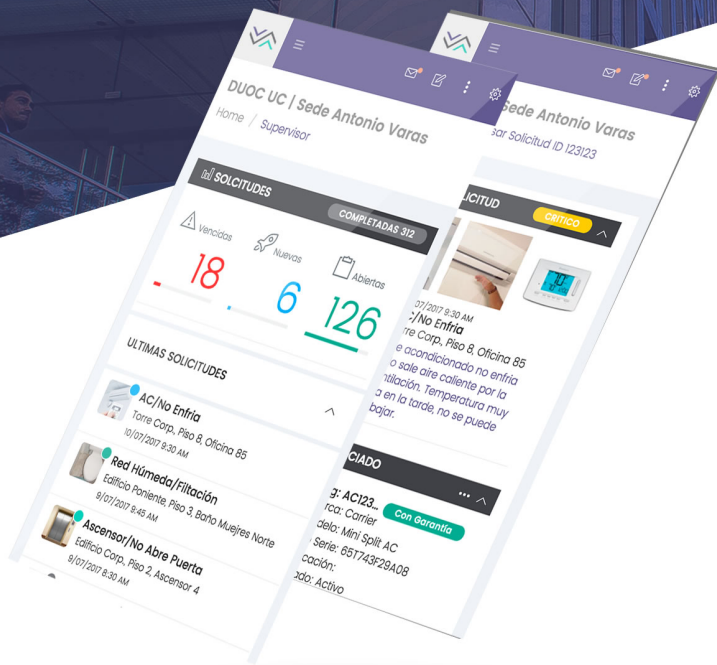 DUOC UC | Sede Antonio Varas
Home / Supervisor
SOLCITUDES
COMPLETADAS 312
Vencidas
18
Nuevas
6
Abiertas
126
ULTIMAS SOLICITUDES
AC/No Enfria
Torre Corp, Piso 8, Oficina 85
10/07/2017 9:30 AM
Red Húmeda/Filtación
Edificio Poniente, Piso 3, Baño Muejres Norte
9/07/2017 9:45 AM
Ascensor/No Abre Puerta
Edificio Corp, Piso 2, Ascensor 4
9/07/2017 8:30 AM
Sede Antonio Varas
sar Solicitud ID 123123
LICITUD
CRITICO
70°
07/2017 9:30 AM
C/No Enfria
rre Corp, Piso 8, Oficina 85
e acondicionado no enfria
o sale aire caliente por la
ntilación. Temperatura muy
a en la tarde, no se puede
bajar.
CIADO
g: AC123...
Con Garantía
rca: Carrier
delo: Mini Split AC
Serie: 65T743F29A08
cación:
ado: Activo